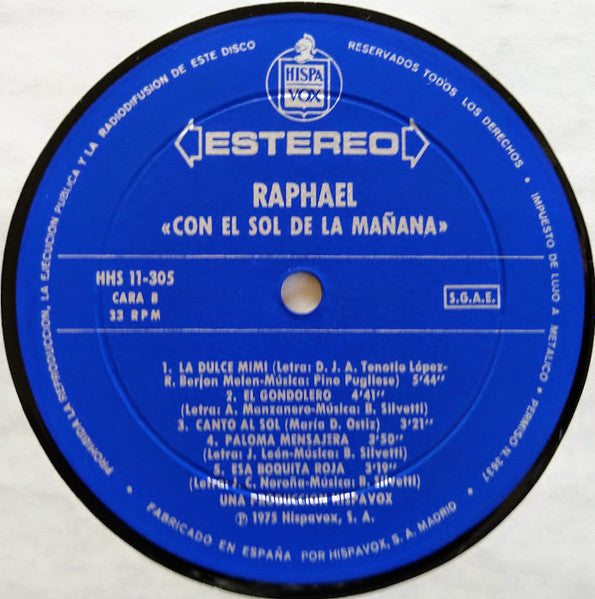 PROHIBIDA LA REPRODUCCION, LA EJECUCION PUBLICA Y LA RADIODIFUSION DE ESTE DISCO
RESERVADOS TODOS LOS DERECHOS • IMPUESTO DE LUJO A METALICO • PERMISO N. 3637
HISPA
VOX
ESTEREO
RAPHAEL
«CON EL SOL DE LA MAÑANA»
HHS 11-305
CARA B
33 RPM
S.G.A.E.
1. LA DULCE MIMI (Letra: D. J. A. Tenotio López-
R. Berjon Melen-Música: Pino Pugliese) 5'44"
2. EL GONDOLERO 4'41"
(Letra: A. Manzanero-Música: B. Silvetti)
3. CANTO AL SOL (María D. Ortiz) 3'21"
4. PALOMA MENSAJERA 3'50"
(Letra: J. León-Música: B. Silvetti)
5. ESA BOQUITA ROJA 3'19"
(Letra: J. C. Noroña-Música: B. Silvetti)
UNA PRODUCCION HISPAVOX
℗ 1975 Hispavox, S. A.
FABRICADO EN ESPAÑA POR HISPAVOX, S. A. MADRID